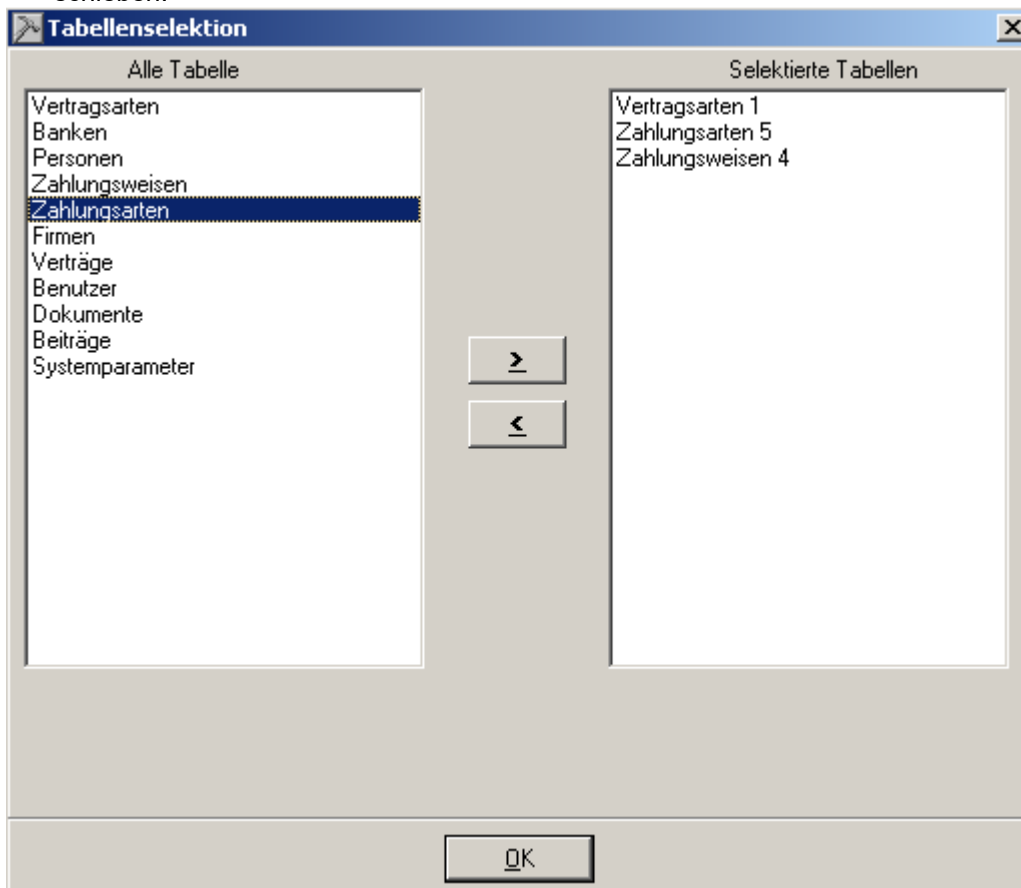 Tabellenselektion
Alle Tabelle
Vertragsarten
Banken
Personen
Zahlungsweisen
Zahlungsarten
Firmen
Verträge
Benutzer
Dokumente
Beiträge
Systemparameter
>
<
Selektierte Tabellen
Vertragsarten 1
Zahlungsarten 5
Zahlungsweisen 4
OK